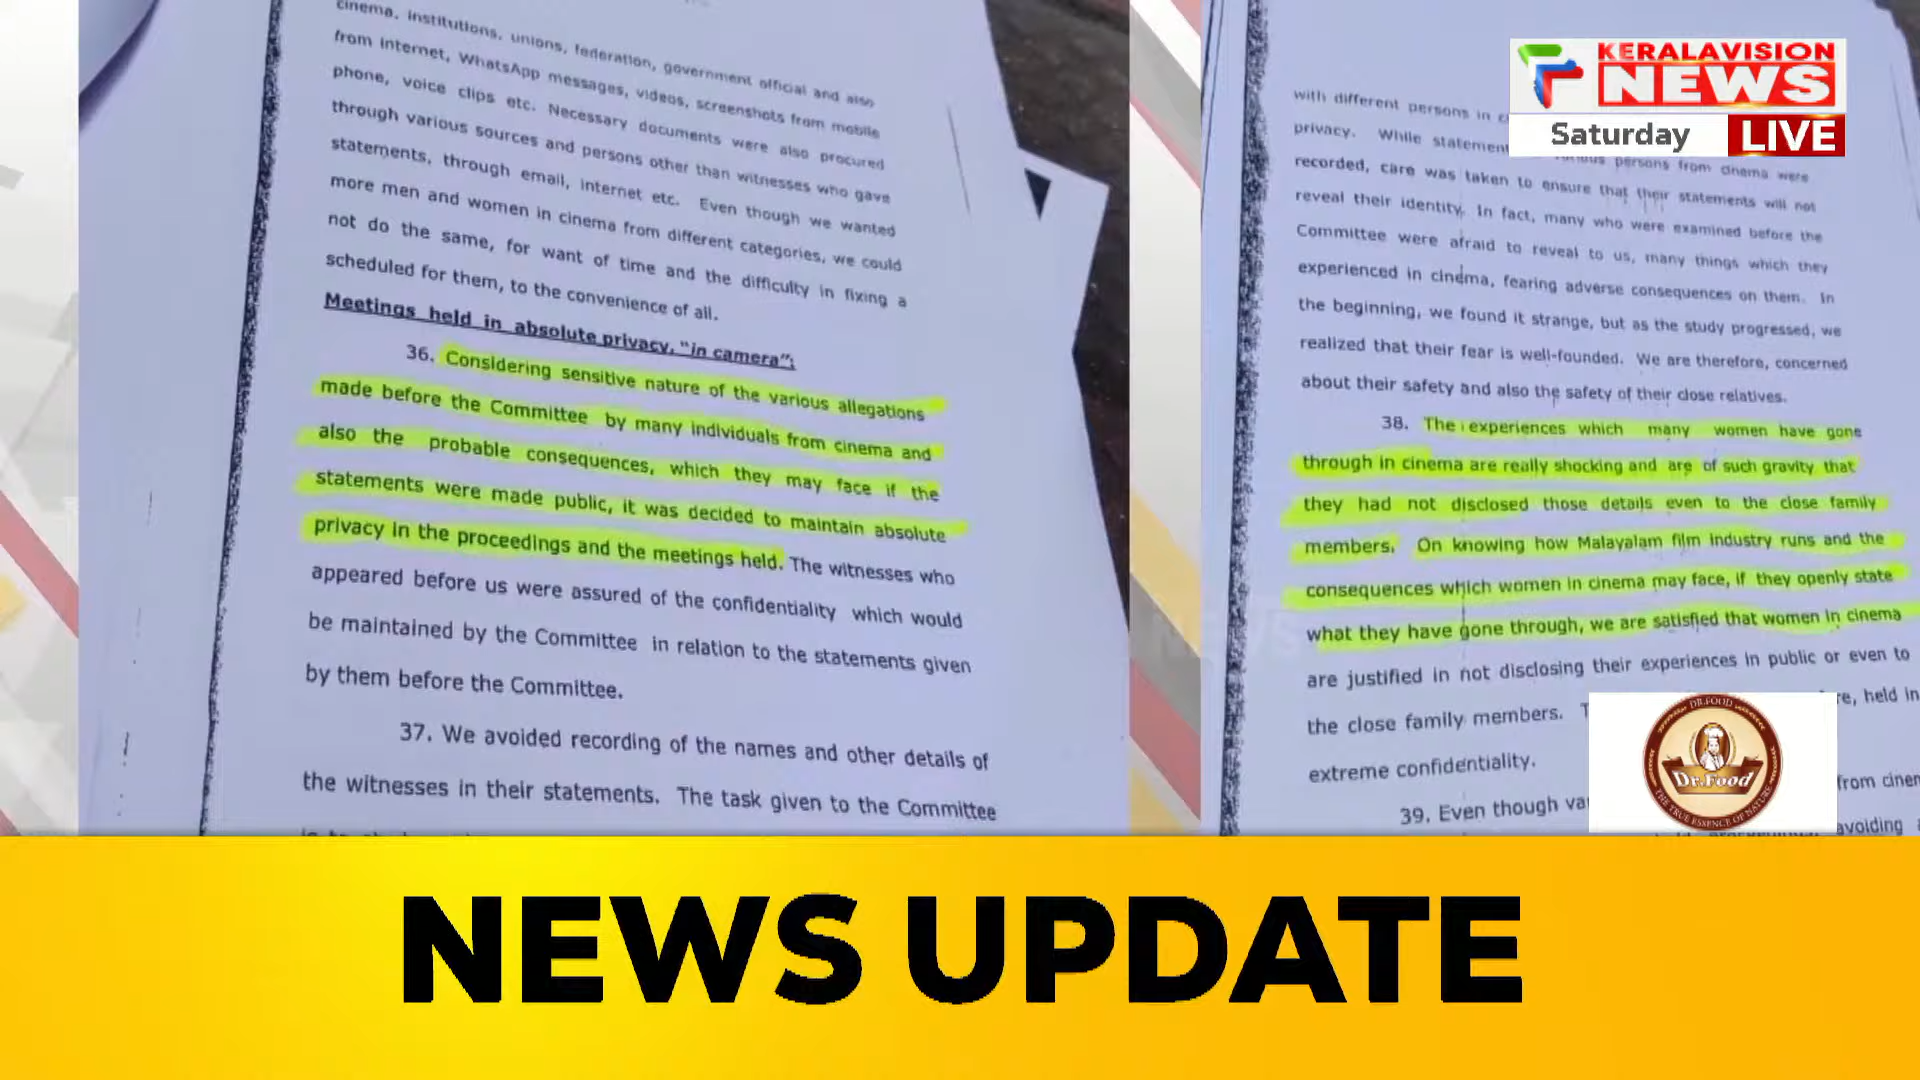 cinema, institutions, unions, federation, government official and also
from internet, WhatsApp messages, videos, screenshots from mobile
phone, voice clips etc. Necessary documents were also procured
through various sources and persons other than witnesses who gave
statements, through email, internet etc. Even though we wanted
more men and women in cinema from different categories, we could
not do the same, for want of time and the difficulty in fixing a
scheduled for them, to the convenience of all.
Meetings held in absolute privacy, "in camera";
36. Considering sensitive nature of the various allegations
made before the Committee by many individuals from cinema and
also the probable consequences, which they may face if the
statements were made public, it was decided to maintain absolute
privacy in the proceedings and the meetings held. The witnesses who
appeared before us were assured of the confidentiality which would
be maintained by the Committee in relation to the statements given
by them before the Committee.
37. We avoided recording of the names and other details of
the witnesses in their statements. The task given to the Committee
with different persons in
privacy. While statement
persons from cinema were
recorded, care was taken to ensure that their statements will not
reveal their identity. In fact, many who were examined before the
Committee were afraid to reveal to us, many things which they
experienced in cinema, fearing adverse consequences on them. In
the beginning, we found it strange, but as the study progressed, we
realized that their fear is well-founded. We are therefore, concerned
about their safety and also the safety of their close relatives.
38. The experiences which many women have gone
through in cinema are really shocking and are of such gravity that
they had not disclosed those details even to the close family
members. On knowing how Malayalam film industry runs and the
consequences which women in cinema may face, if they openly state
what they have gone through, we are satisfied that women in cinema
are justified in not disclosing their experiences in public or even to
the close family members. held in
extreme confidentiality.
39. Even though from
avoiding
KERALAVISION
NEWS
Saturday LIVE
DR.FOOD
Dr.Food
THE TRUE ESSENCE OF NATURE
NEWS UPDATE